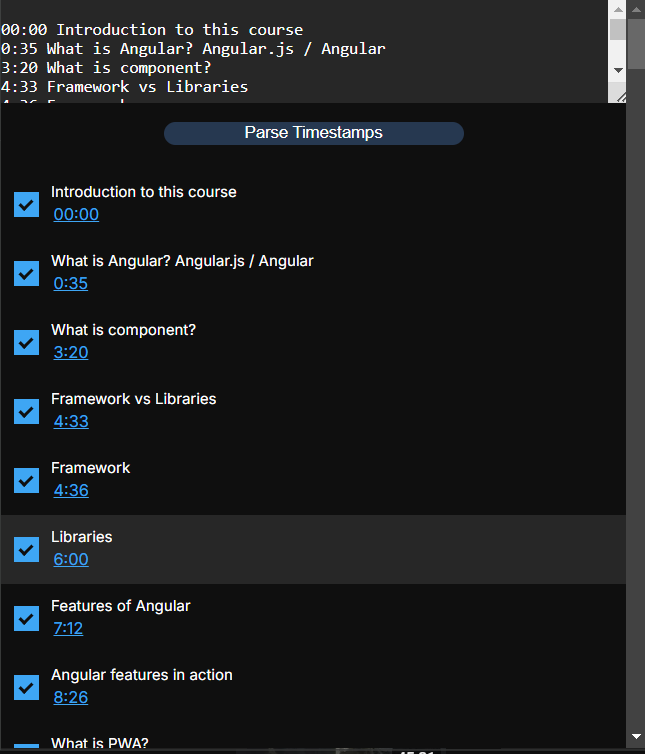 00:00 Introduction to this course
0:35 What is Angular? Angular.js / Angular
3:20 What is component?
4:33 Framework vs Libraries
Parse Timestamps
Introduction to this course
00:00
What is Angular? Angular.js / Angular
0:35
What is component?
3:20
Framework vs Libraries
4:33
Framework
4:36
Libraries
6:00
Features of Angular
7:12
Angular features in action
8:26
What is PWA?